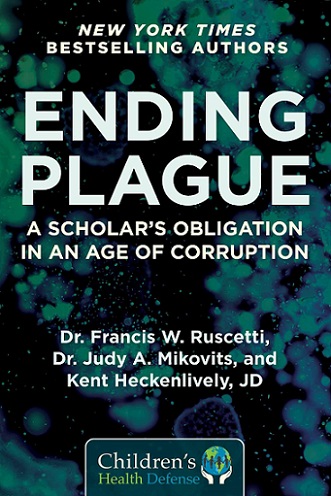 NEW YORK TIMES
BESTSELLING AUTHORS
ENDING
PLAGUE
A SCHOLAR'S OBLIGATION
IN AN AGE OF CORRUPTION
Dr. Francis W. Ruscetti,
Dr. Judy A. Mikovits, and
Kent Heckenlively, JD
Children's
Health Defense